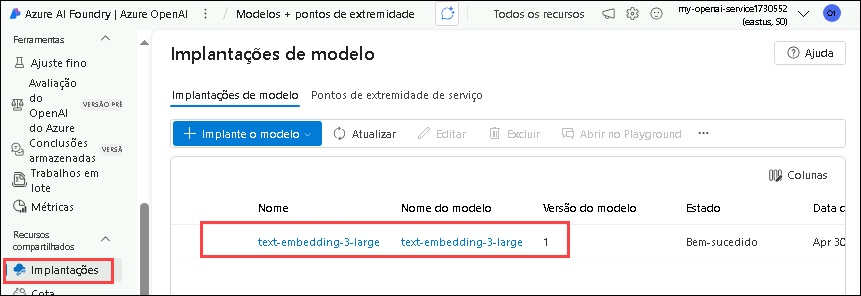 Azure AI Foundry | Azure OpenAI
/ Modelos + pontos de extremidade
Todos os recursos
my-openai-service1730552
(eastus, S0)
Ferramentas
Ajuste fino
Avaliação
do
OpenAI
do Azure
VERSÃO PRÉ
Conclusões
armazenadas
VERSÃ
Trabalhos em
lote
Métricas
Recursos
compartilhados
Implantações
Cota
Implantações de modelo
Ajuda
Implantações de modelo
Pontos de extremidade de serviço
Implante o modelo
Atualizar
Editar
Excluir
Abrir no Playground
Colunas
Nome
Nome do modelo
Versão do modelo
Estado
Data d
text-embedding-3-large
text-embedding-3-large
1
Bem-sucedido
Apr 30